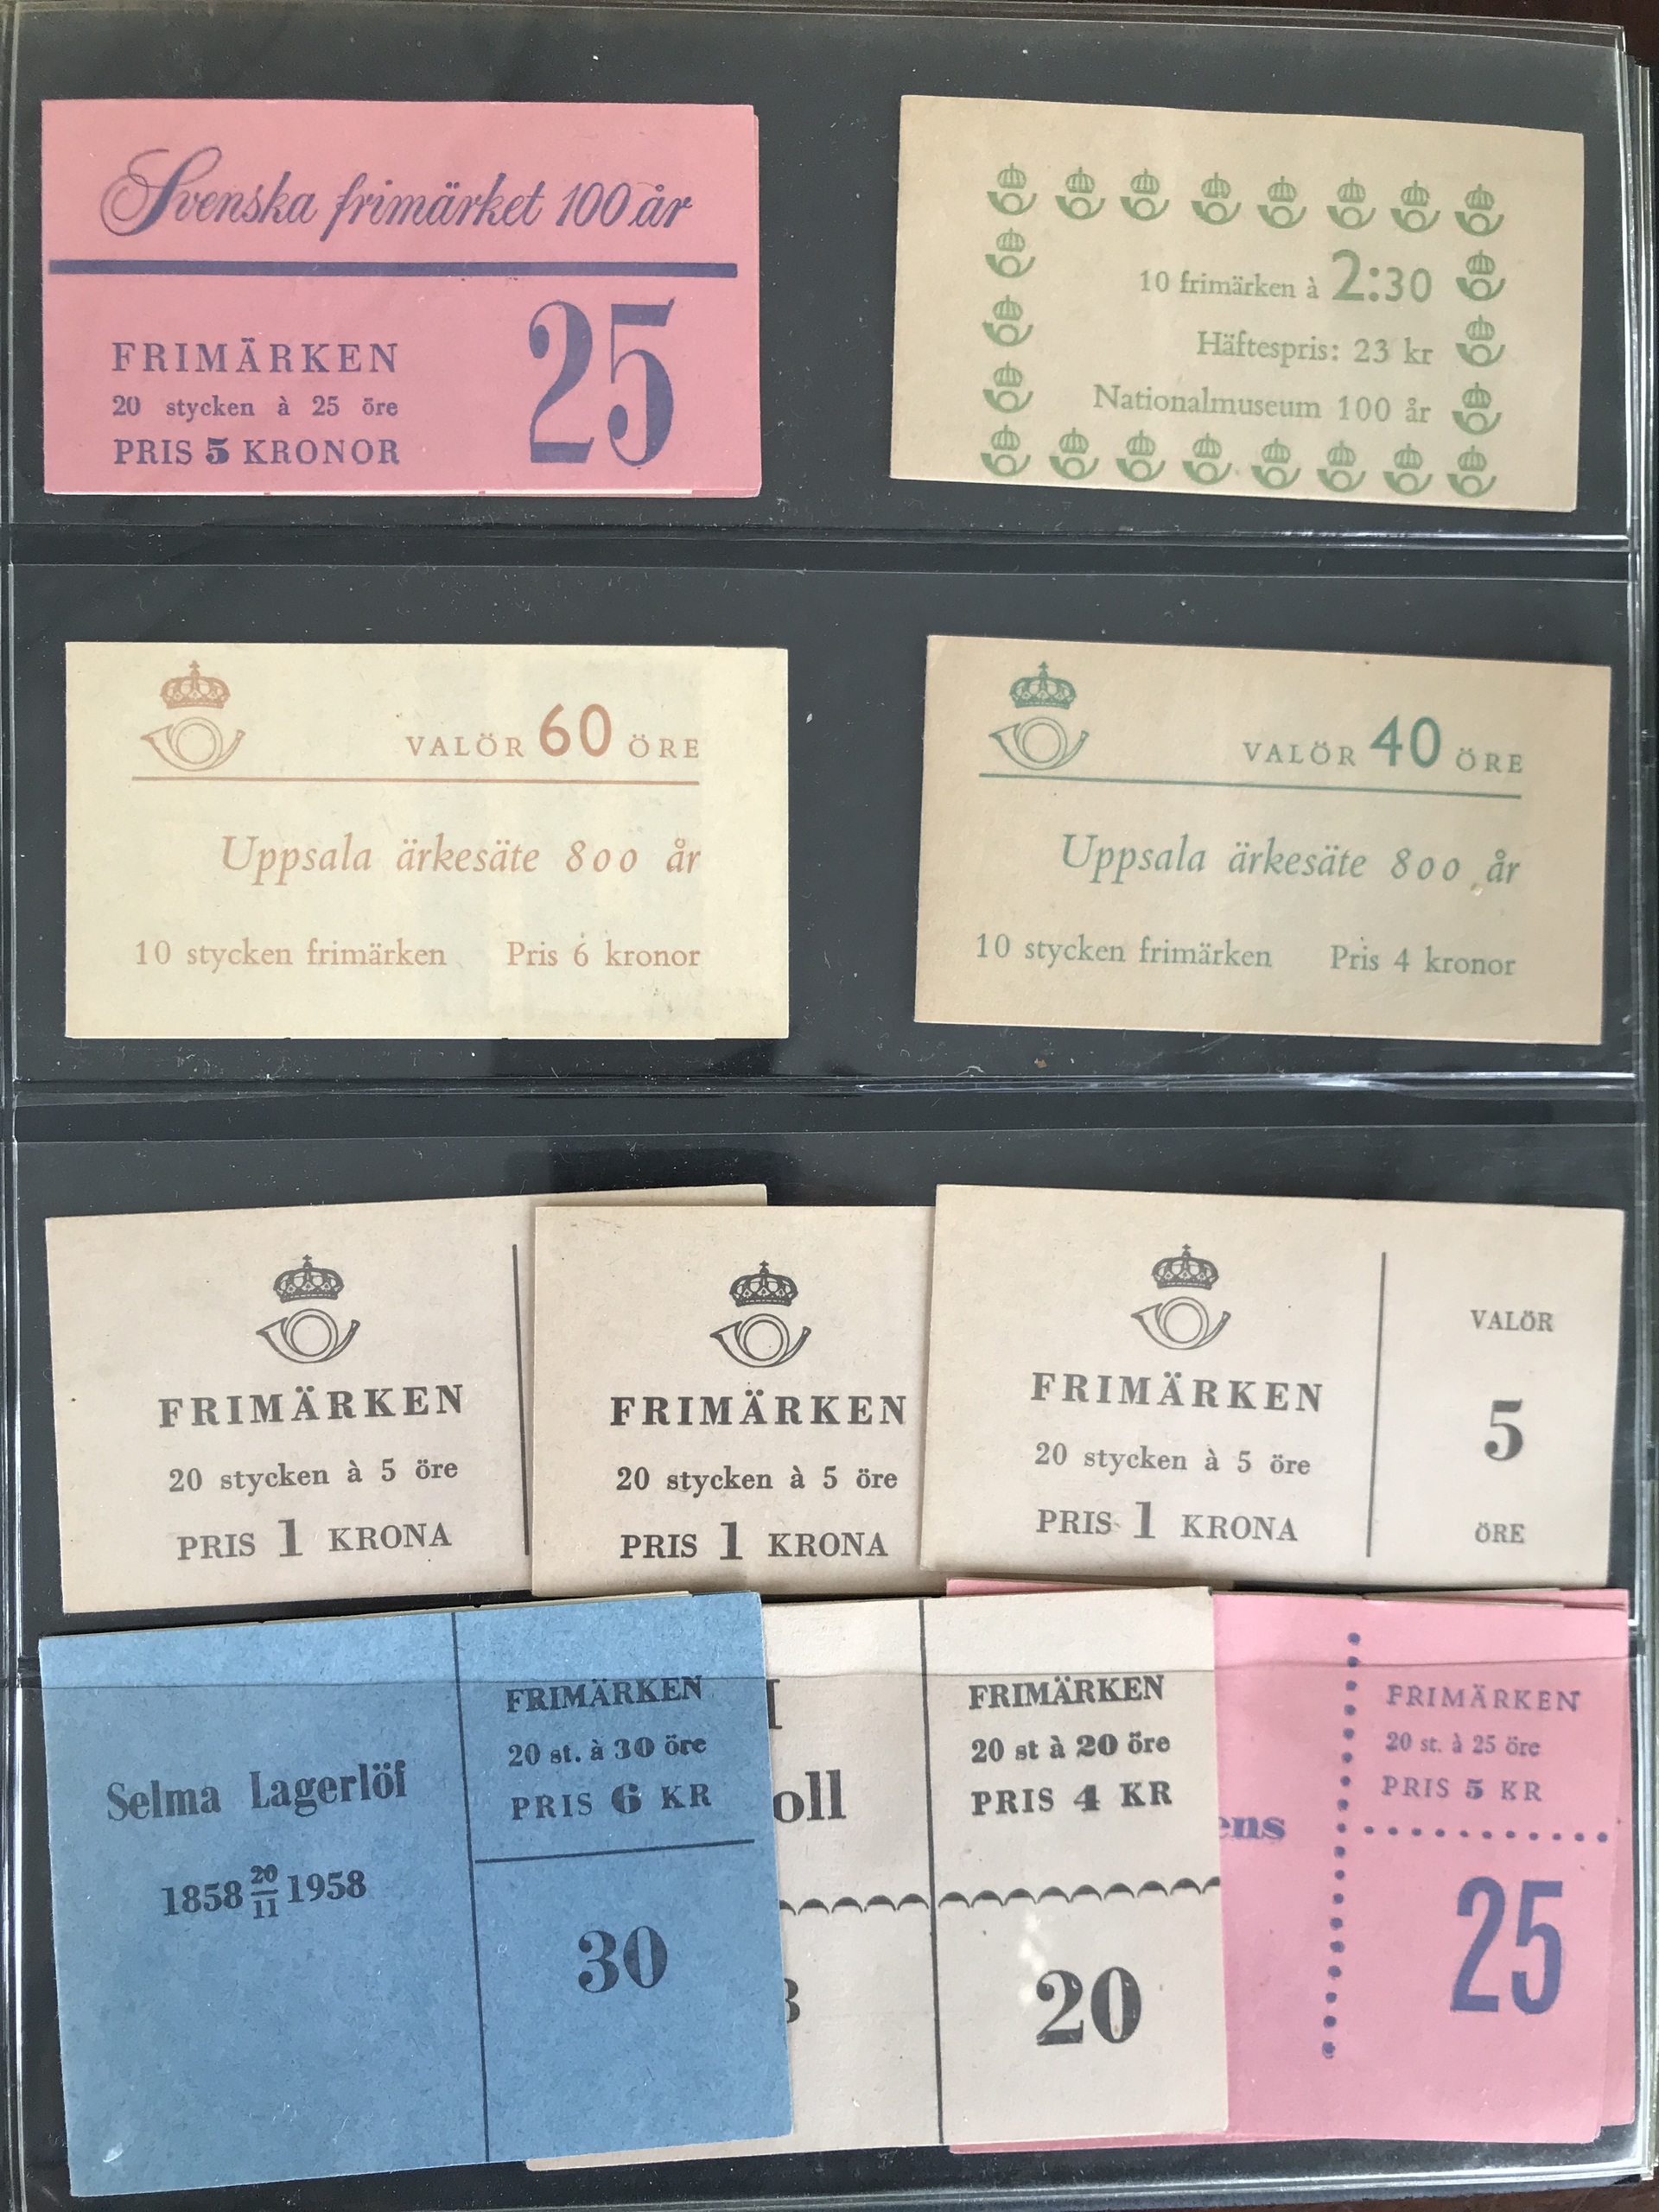 Svenska frimärket 100 år
FRIMÄRKEN
20 stycken à 25 öre
PRIS 5 KRONOR
25
10 frimärken à 2:30
Häftespris: 23 kr
Nationalmuseum 100 år
VALÖR 60 ÖRE
Uppsala ärkesäte 800 år
10 stycken frimärken Pris 6 kronor
VALÖR 40 ÖRE
Uppsala ärkesäte 800 år
10 stycken frimärken Pris 4 kronor
FRIMÄRKEN
20 stycken à 5 öre
PRIS 1 KRONA
FRIMÄRKEN
20 stycken à 5 öre
PRIS 1 KRONA
FRIMÄRKEN
20 stycken à 5 öre
PRIS 1 KRONA
VALÖR
5
ÖRE
Selma Lagerlöf
1858 20/11 1958
FRIMÄRKEN
20 st. à 30 öre
PRIS 6 KR
30
oll
FRIMÄRKEN
20 st à 20 öre
PRIS 4 KR
20
ens
FRIMÄRKEN
20 st. à 25 öre
PRIS 5 KR
25